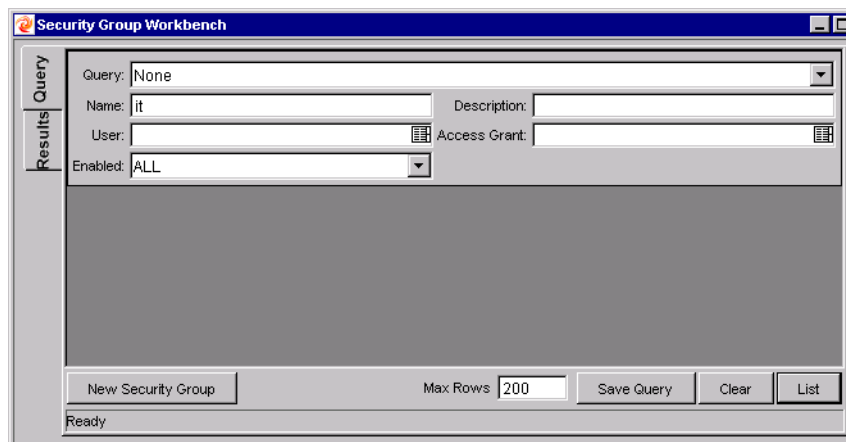 Security Group Workbench
Query
Results
Query: None
Name: it Description:
User: Access Grant:
Enabled: ALL
New Security Group Max Rows 200 Save Query Clear List
Ready